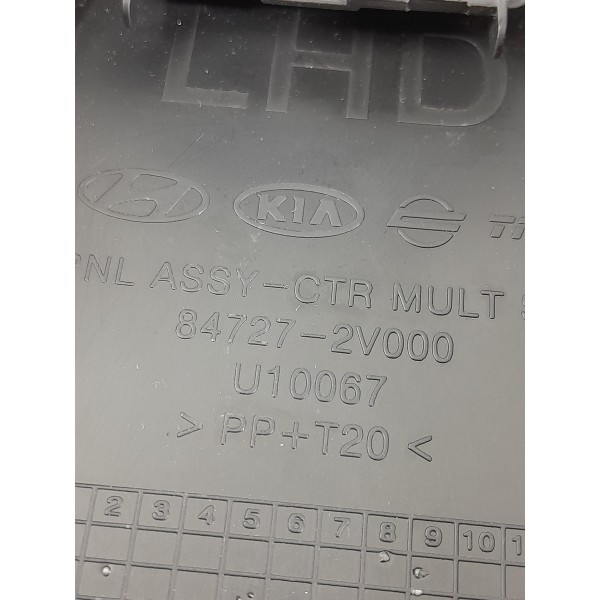 LHD
KIA
PNL ASSY-CTR MULT
84727-2V000
U10067
> PP+T20 <
2 3 4 5 6 7 8 9 10